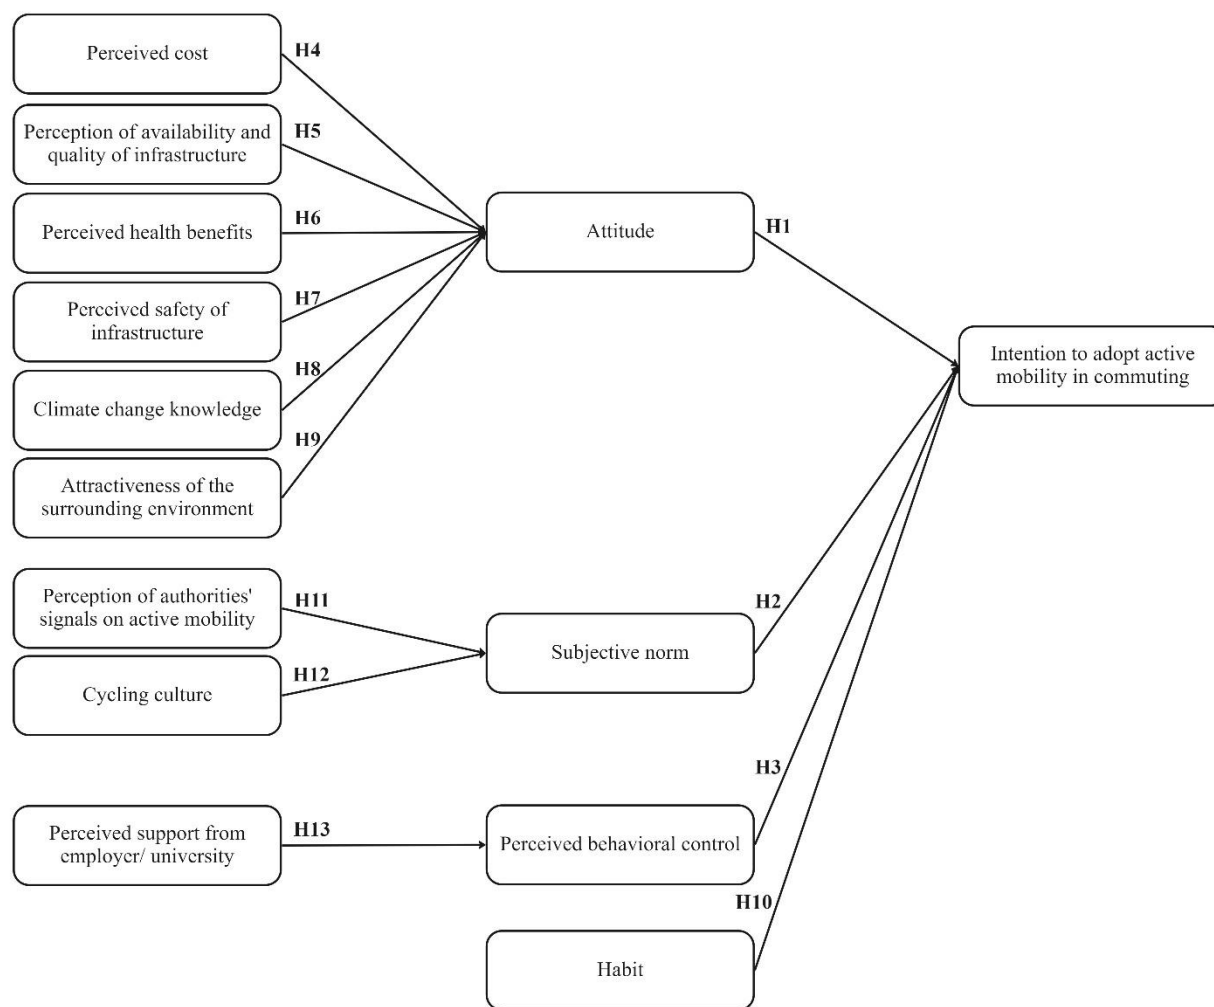 Perceived cost
H4
Perception of availability and
quality of infrastructure
H5
Perceived health benefits
H6
Perceived safety of
infrastructure
H7
Climate change knowledge
H8
Attractiveness of the
surrounding environment
H9
Attitude
H1
Intention to adopt active
mobility in commuting
Perception of authorities'
signals on active mobility
H11
Cycling culture
H12
Subjective norm
H2
Perceived support from
employer/ university
H13
Perceived behavioral control
H3
Habit
H10